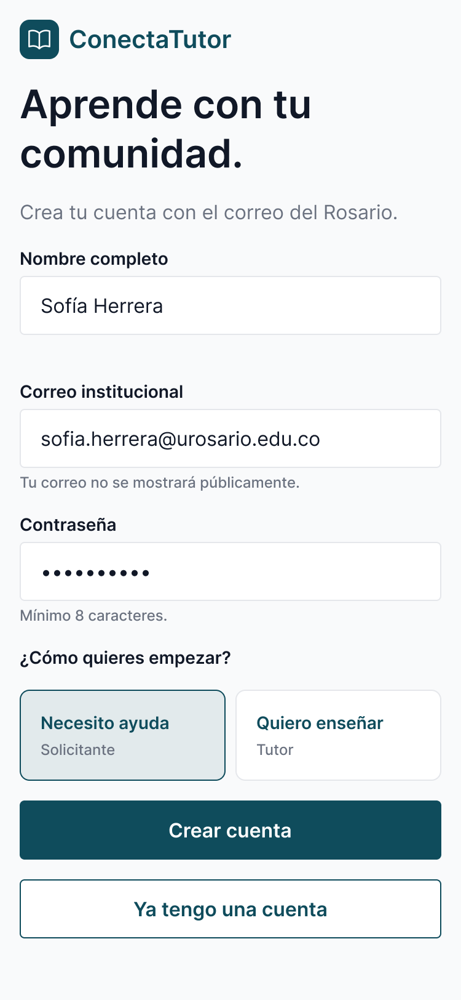 ConectaTutor
Aprende con tu
comunidad.
Crea tu cuenta con el correo del Rosario.
Nombre completo
Sofía Herrera
Correo institucional
sofia.herrera@urosario.edu.co
Tu correo no se mostrará públicamente.
Contraseña
••••••••••
Mínimo 8 caracteres.
¿Cómo quieres empezar?
Necesito ayuda
Solicitante
Quiero enseñar
Tutor
Crear cuenta
Ya tengo una cuenta